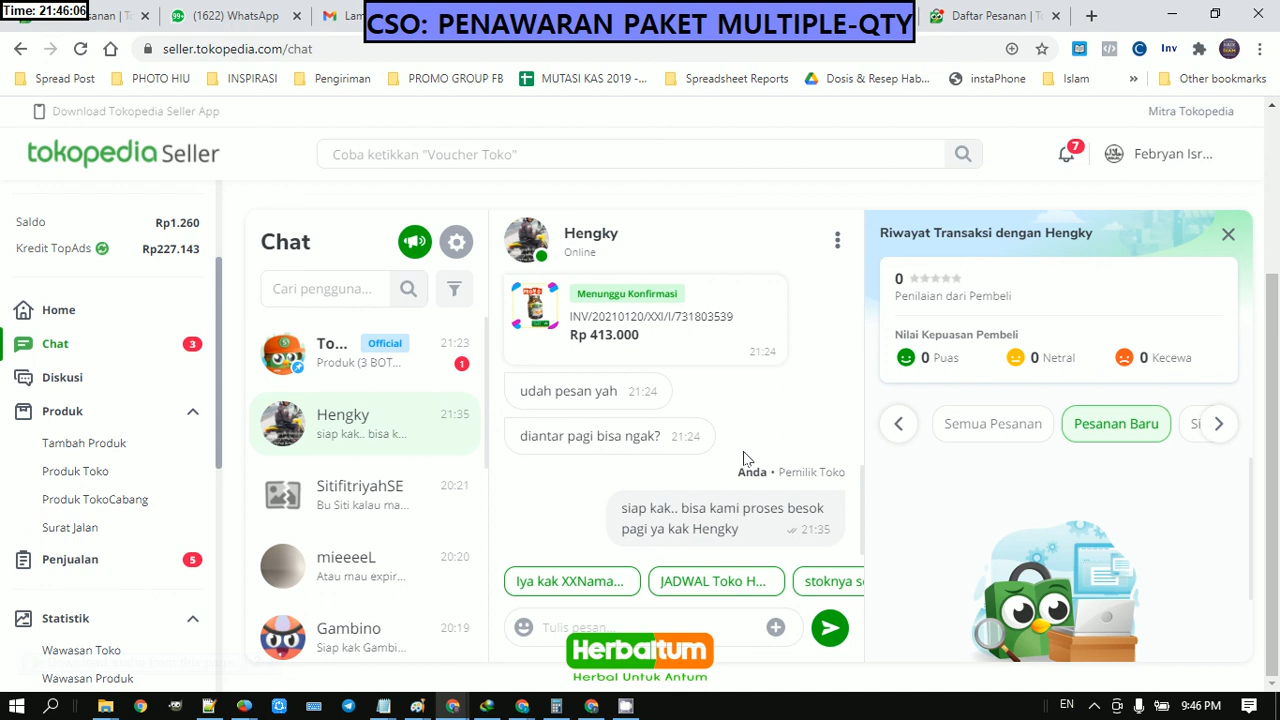 Time: 21:46:06
CSO: PENAWARAN PAKET MULTIPLE-QTY
anan | To
(1622) WhatsApp
Lam
Daftar Pesanan | To
seller.tokopedia.com/chat
Inv
Spread Post
PHOTO HIU
INSPIRASI
Pengiriman
PROMO GROUP FB
MUTASI KAS 2019 -...
Spreadsheet Reports
Dosis & Resep Hab...
instaPhone
Islam
Other bookmarks
Download Tokopedia Seller App
Mitra Tokopedia
tokopedia Seller
Coba ketikkan "Voucher Toko"
7
Febryan Isr...
Saldo
Rp1.260
Kredit TopAds
Rp227.143
Home
Chat
3
Diskusi
Produk
Tambah Produk
Produk Toko
Produk TokoCabang
Surat Jalan
Penjualan
5
Statistik
Wawasan Toko
Wawasan Produk
Chat
Cari pengguna...
To...
Official
21:23
Produk (3 BOT...
1
Hengky
21:35
siap kak.. bisa k...
SitifitriyahSE
20:21
Bu Siti kalau ma...
mieeeeL
20:20
Atau mau expir...
Gambino
20:19
Siap kak Gambi...
Hengky
Online
Menunggu Konfirmasi
INV/20210120/XXI/I/731803539
Rp 413.000
21:24
udah pesan yah 21:24
diantar pagi bisa ngak? 21:24
Anda • Pemilik Toko
siap kak.. bisa kami proses besok
pagi ya kak Hengky
21:35
Iya kak XXNama...
JADWAL Toko H...
stoknya s
Tulis pesan...
Herbaltum
Herbal Untuk Antum
Riwayat Transaksi dengan Hengky
0
Penilaian dari Pembeli
Nilai Kepuasan Pembeli
0 Puas
0 Netral
0 Kecewa
Semua Pesanan
Pesanan Baru
Si
EN
9:46 PM